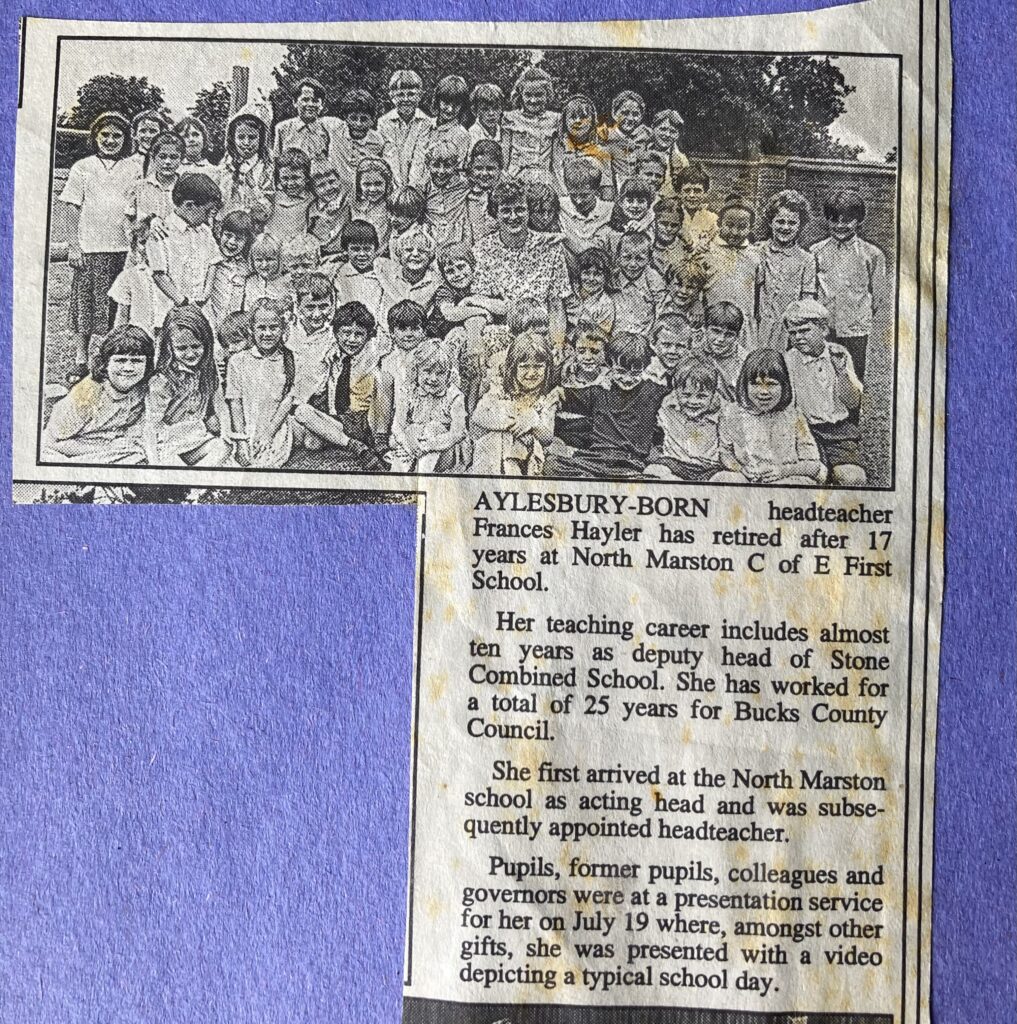 AYLESBURY-BORN headteacher
Frances Hayler has retired after 17
years at North Marston C of E First
School.
Her teaching career includes almost
ten years as deputy head of Stone
Combined School. She has worked for
a total of 25 years for Bucks County
Council.
She first arrived at the North Marston
school as acting head and was subse-
quently appointed headteacher.
Pupils, former pupils, colleagues and
governors were at a presentation service
for her on July 19 where, amongst other
gifts, she was presented with a video
depicting a typical school day.